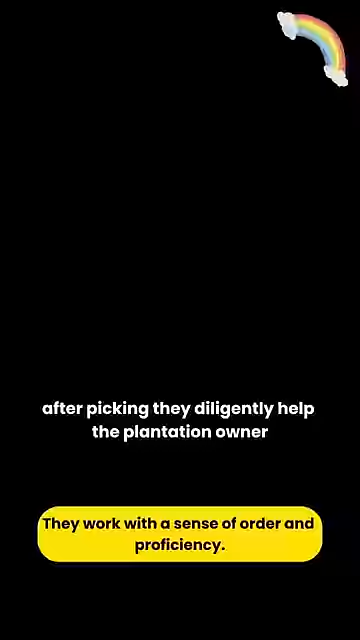 after picking they diligently help
the plantation owner
They work with a sense of order and
proficiency.